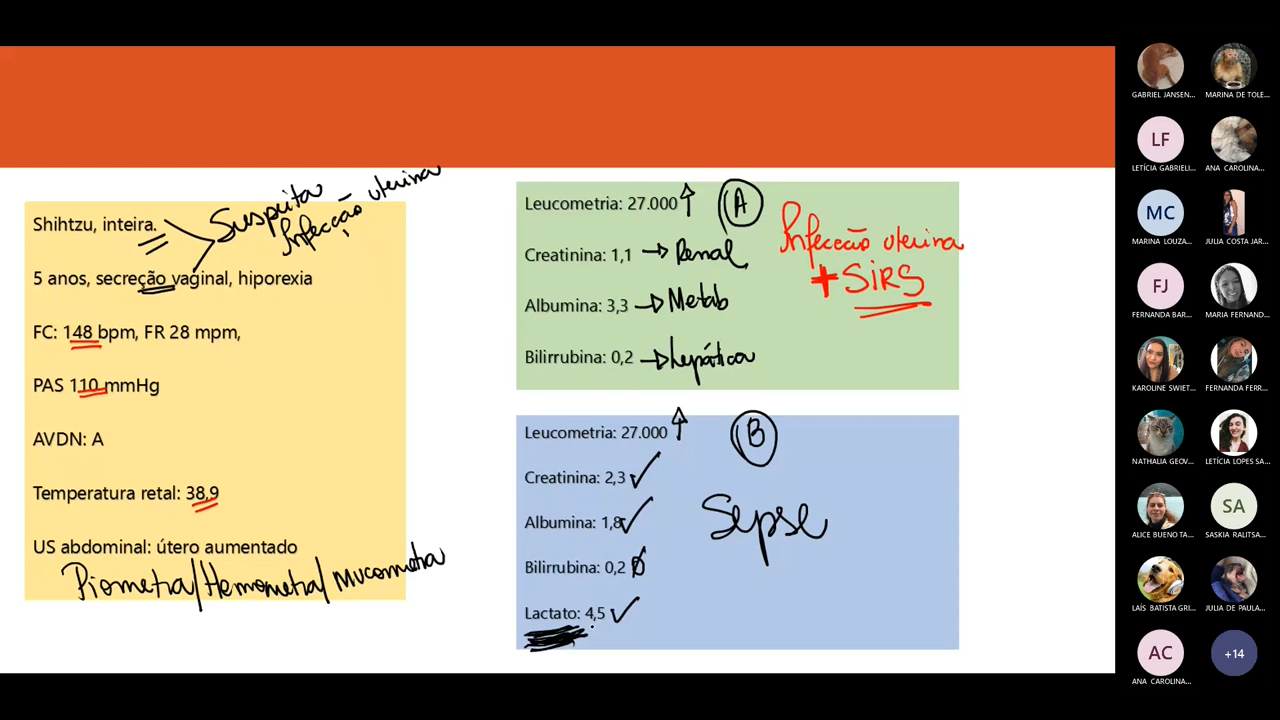 Suspeita
Infecção uterina
Shihtzu, inteira.
5 anos, secreção vaginal, hiporexia
FC: 148 bpm, FR 28 mpm,
PAS 110 mmHg
AVDN: A
Temperatura retal: 38,9
US abdominal: útero aumentado
Piometra/Hemometra/Mucometra
Leucometria: 27.000 ↑ A
Creatinina: 1,1 → Renal
Albumina: 3,3 → Metab
Bilirrubina: 0,2 → hepática
Infecção uterina
+ SIRS
Leucometria: 27.000 ↑ B
Creatinina: 2,3 ✓
Albumina: 1,8 ✓
Sepse
Bilirrubina: 0,2 Ø
Lactato: 4,5 ✓
GABRIEL JANSEN...
MARINA DE TOLE...
LF
LETÍCIA GABRIELI...
ANA CAROLINA...
MC
MARINA LOUZA...
JULIA COSTA JAR...
FJ
FERNANDA BAR...
MARIA FERNAND...
KAROLINE SWIET...
FERNANDA FERR...
NATHALIA GEOV...
LETÍCIA LOPES SA...
SA
ALICE BUENO TA...
SASKIA RALITSA...
LAÍS BATISTA GRI...
JULIA DE PAULA...
AC
+14
ANA CAROLINA...